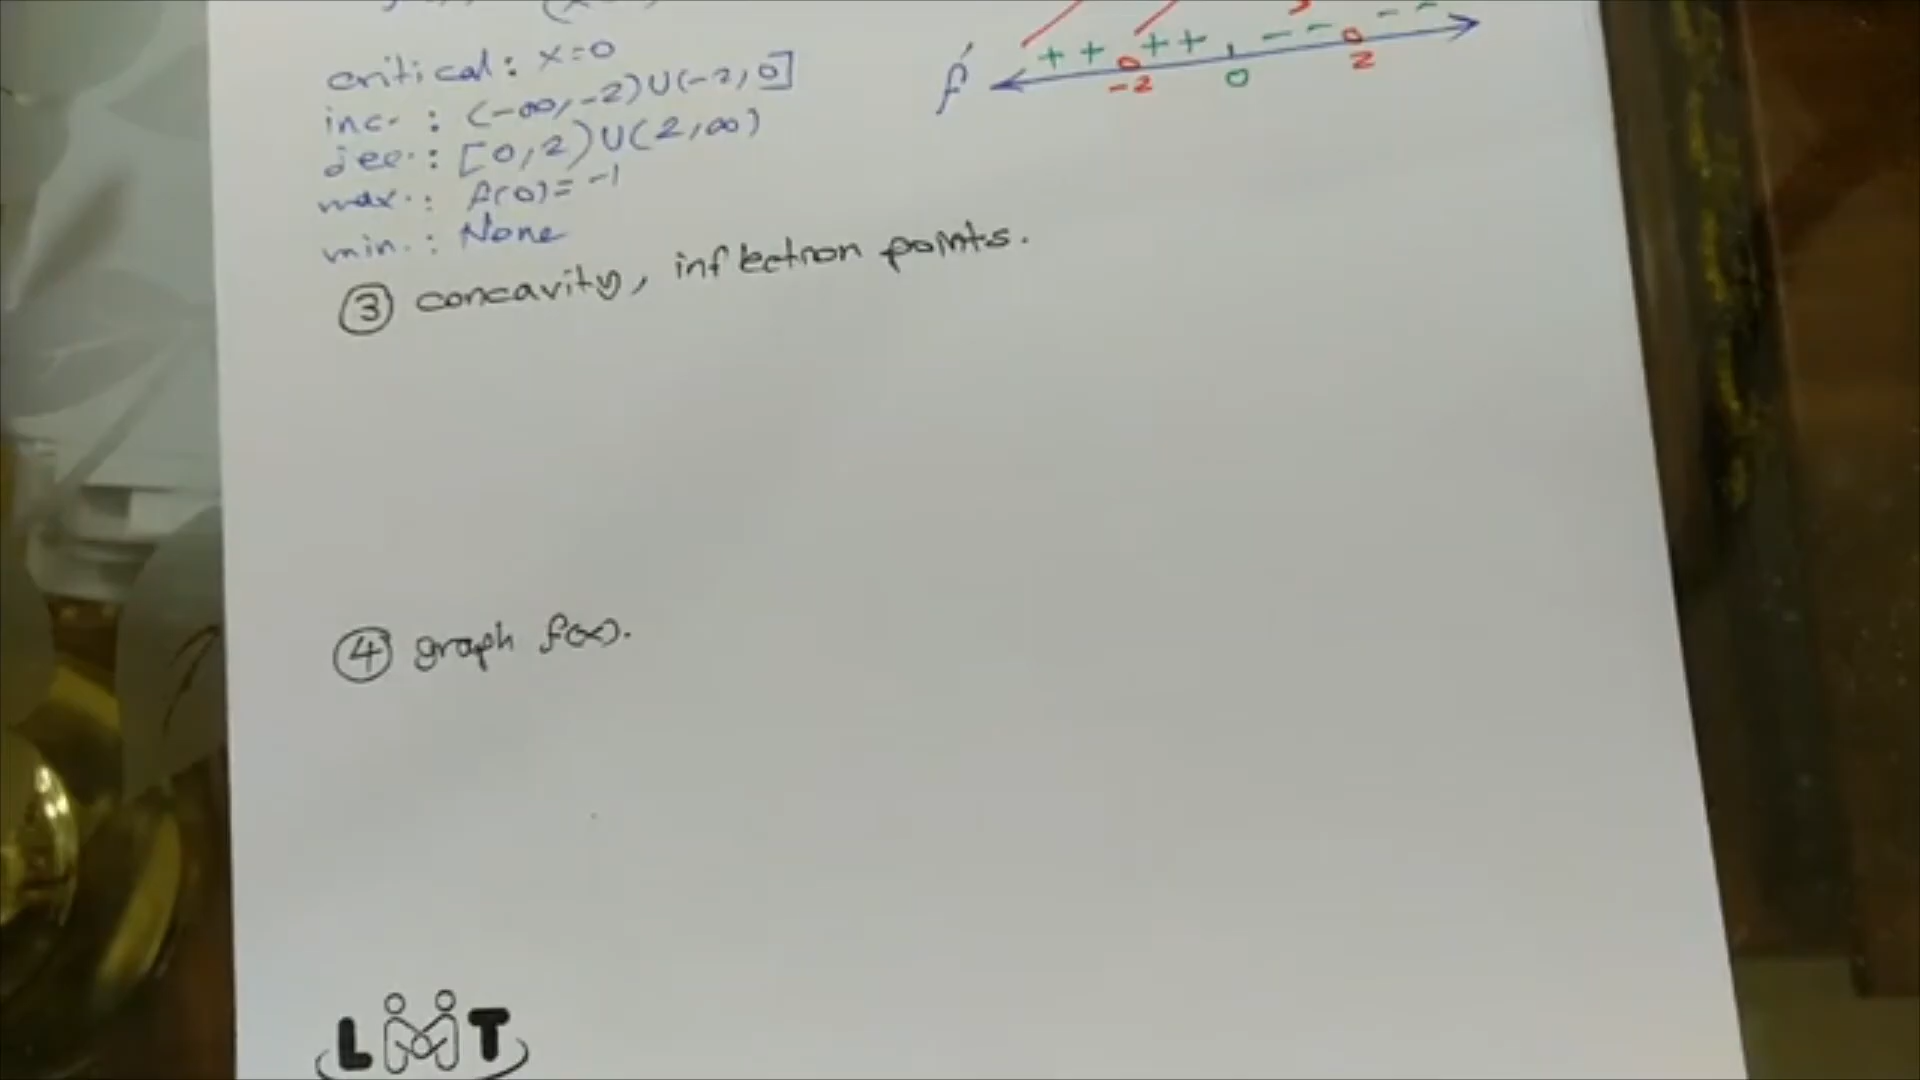 critical: x=0
inc. : (-∞,-2)∪(-2,0]
dec. : [0,2)∪(2,∞)
max. : f(0)= -1
min. : None
f′ + + ++ - - - -
-2 0 2
③ concavity, inflection points.
④ graph f(x).
LMT